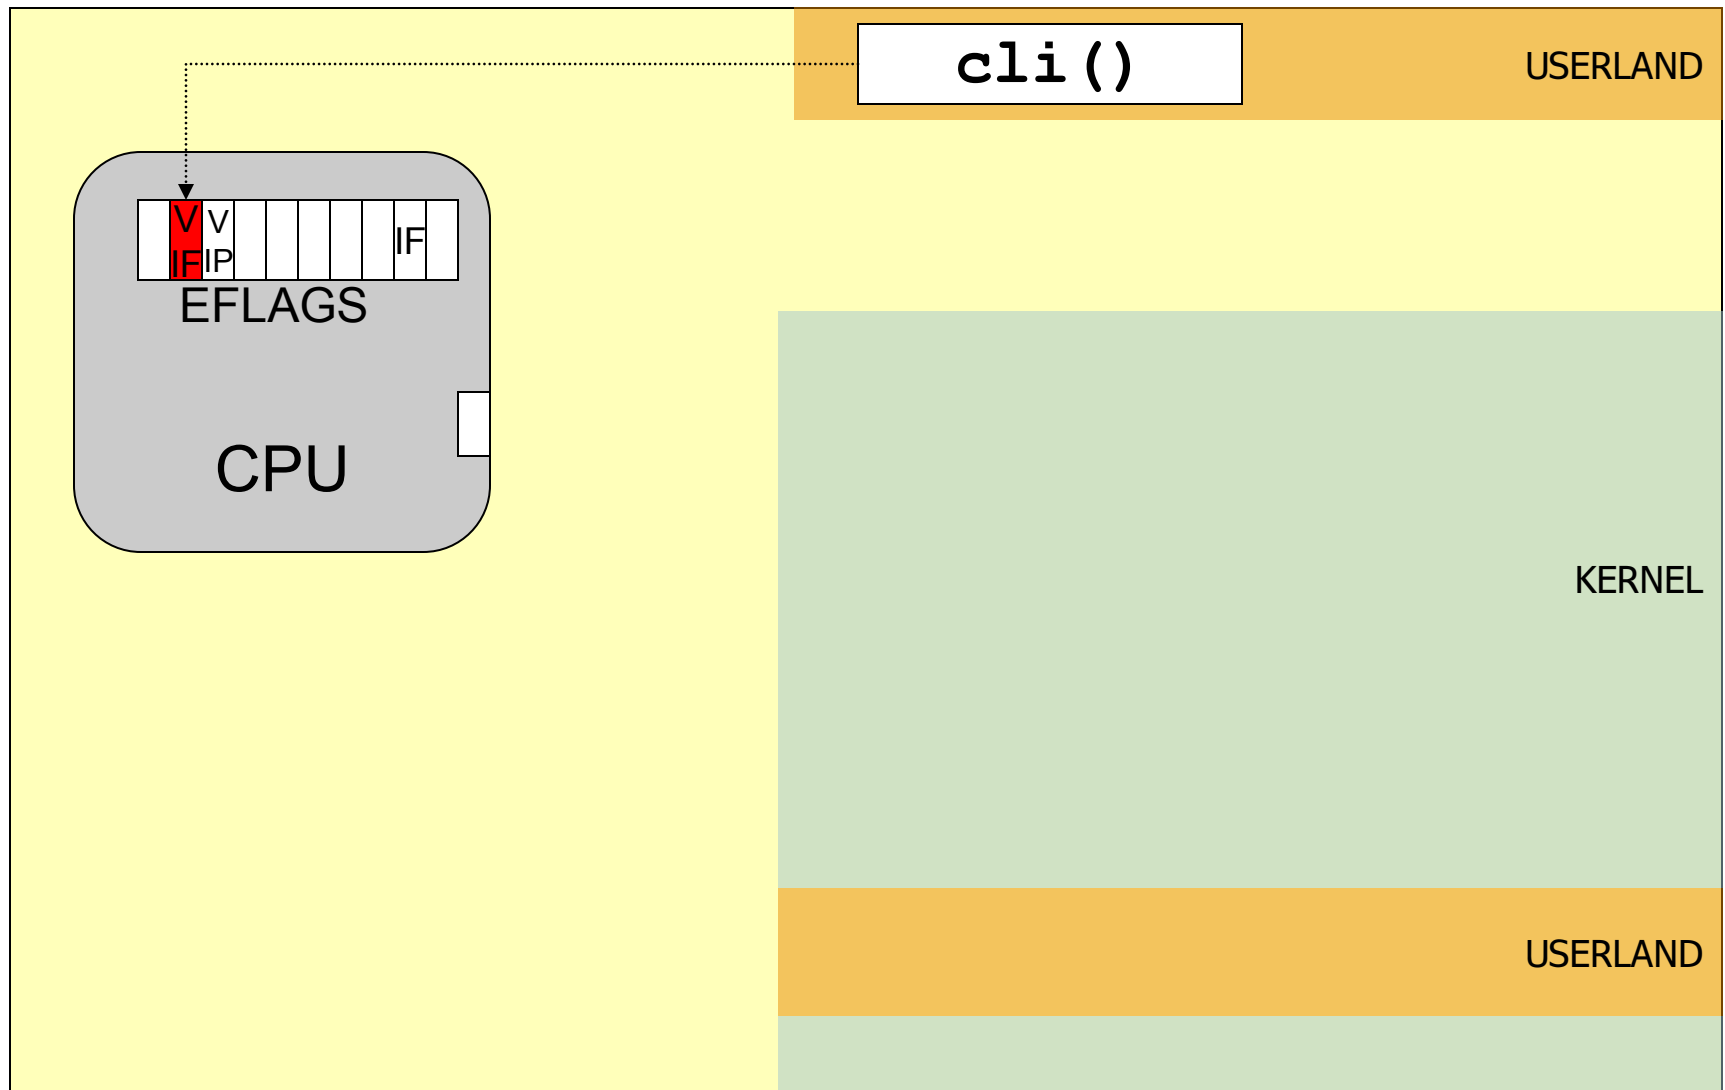 cli()
USERLAND
V
IF
V
IP
IF
EFLAGS
CPU
KERNEL
USERLAND